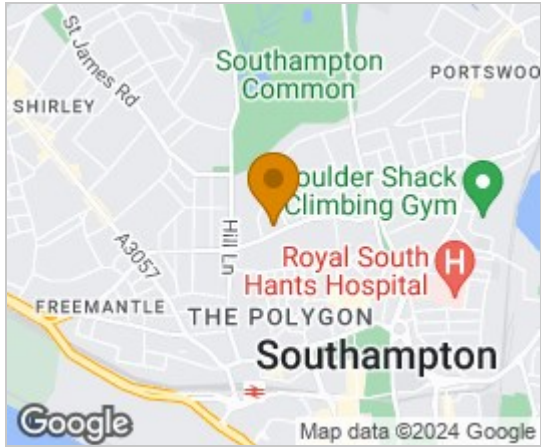 St James Rd
Southampton
Common
PORTSWOO
SHIRLEY
oulder Shack
Climbing Gym
Hill Ln
A3057
Royal South
Hants Hospital
H
FREEMANTLE
THE POLYGON
Southampton
Google
Map data ©2024 Google